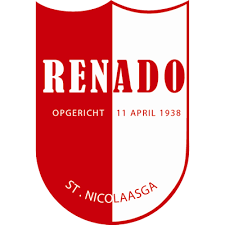 RENADO
OPGERICHT 11 APRIL 1938
ST. NICOLAASGA